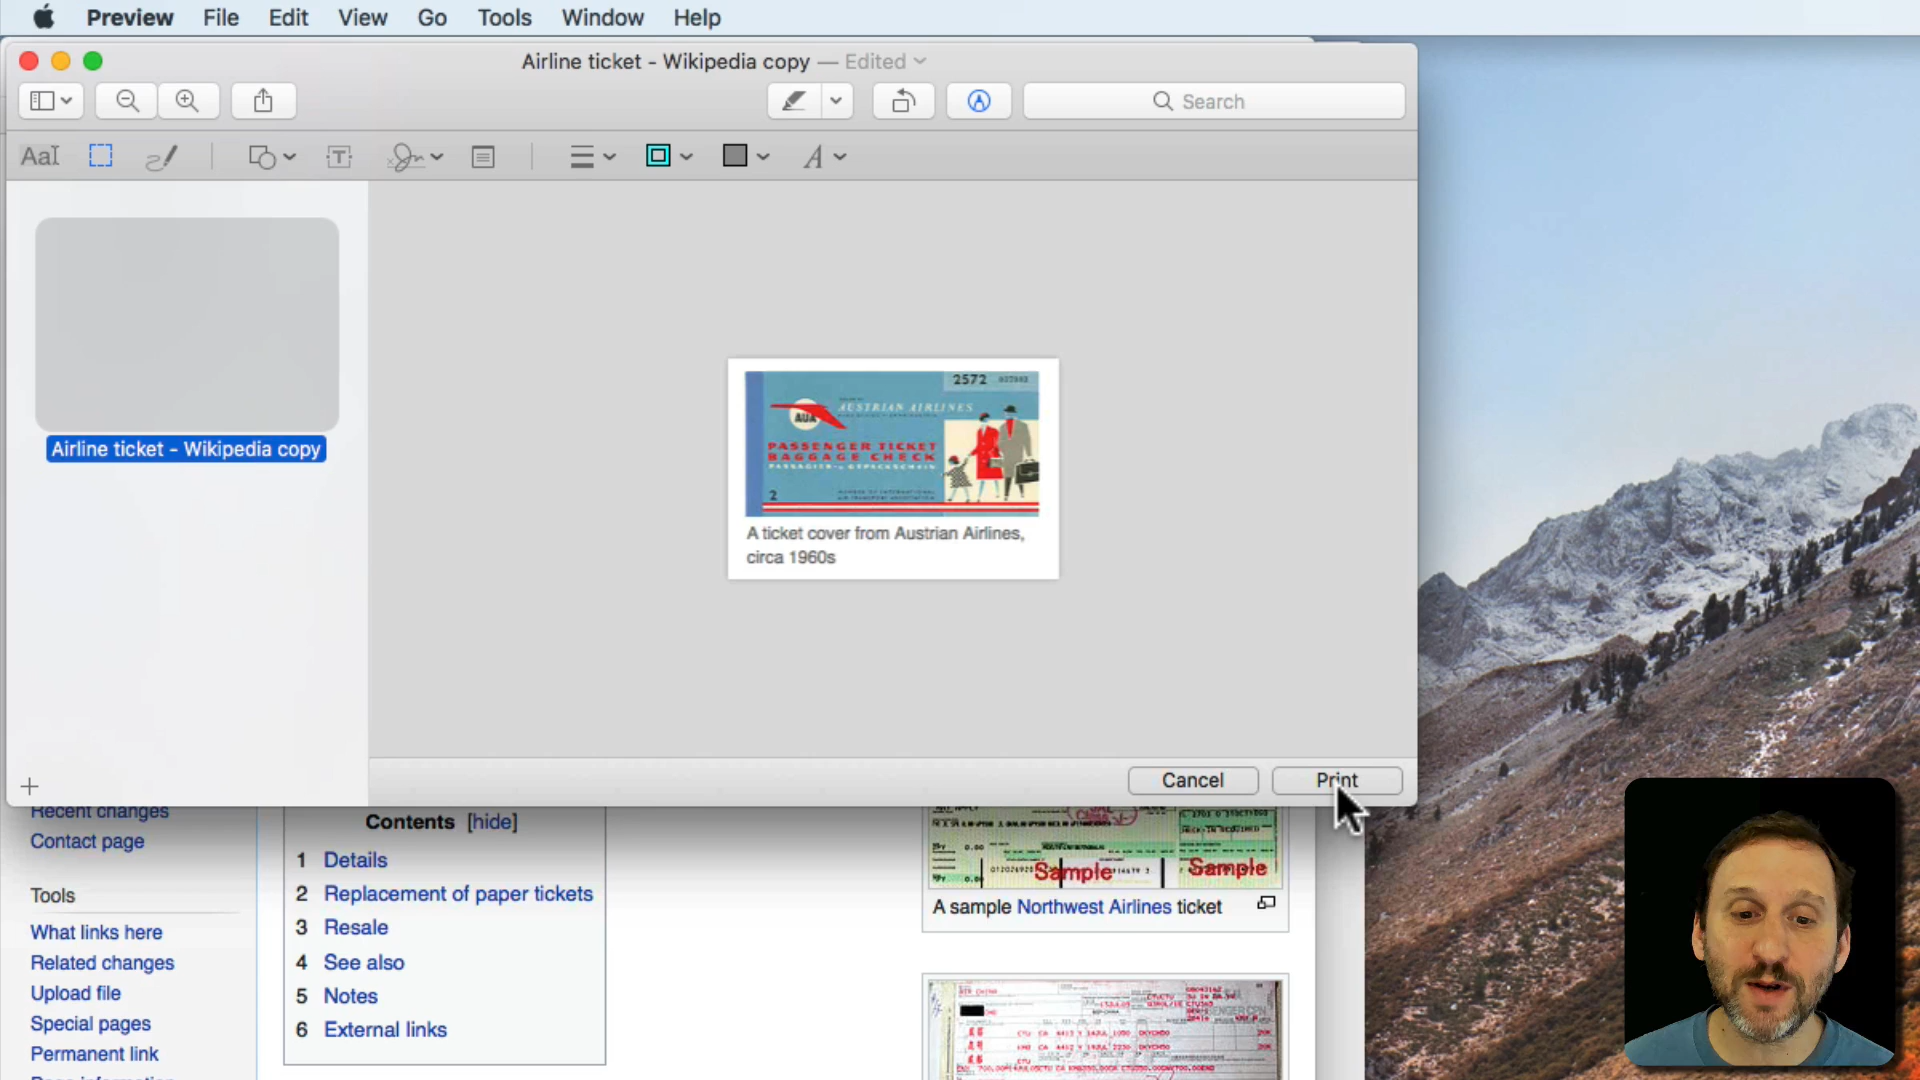 Preview File Edit View Go Tools Window Help
Airline ticket - Wikipedia copy — Edited
Search
AaI
T
A
Airline ticket - Wikipedia copy
2572
AUSTRIAN AIRLINES
AUA
PASSENGER TICKET
BAGGAGE CHECK
2
A ticket cover from Austrian Airlines,
circa 1960s
Cancel Print
Recent changes
Contact page
Tools
What links here
Related changes
Upload file
Special pages
Permanent link
Contents [hide]
1 Details
2 Replacement of paper tickets
3 Resale
4 See also
5 Notes
6 External links
Sample Sample
A sample Northwest Airlines ticket
AIR CHINA